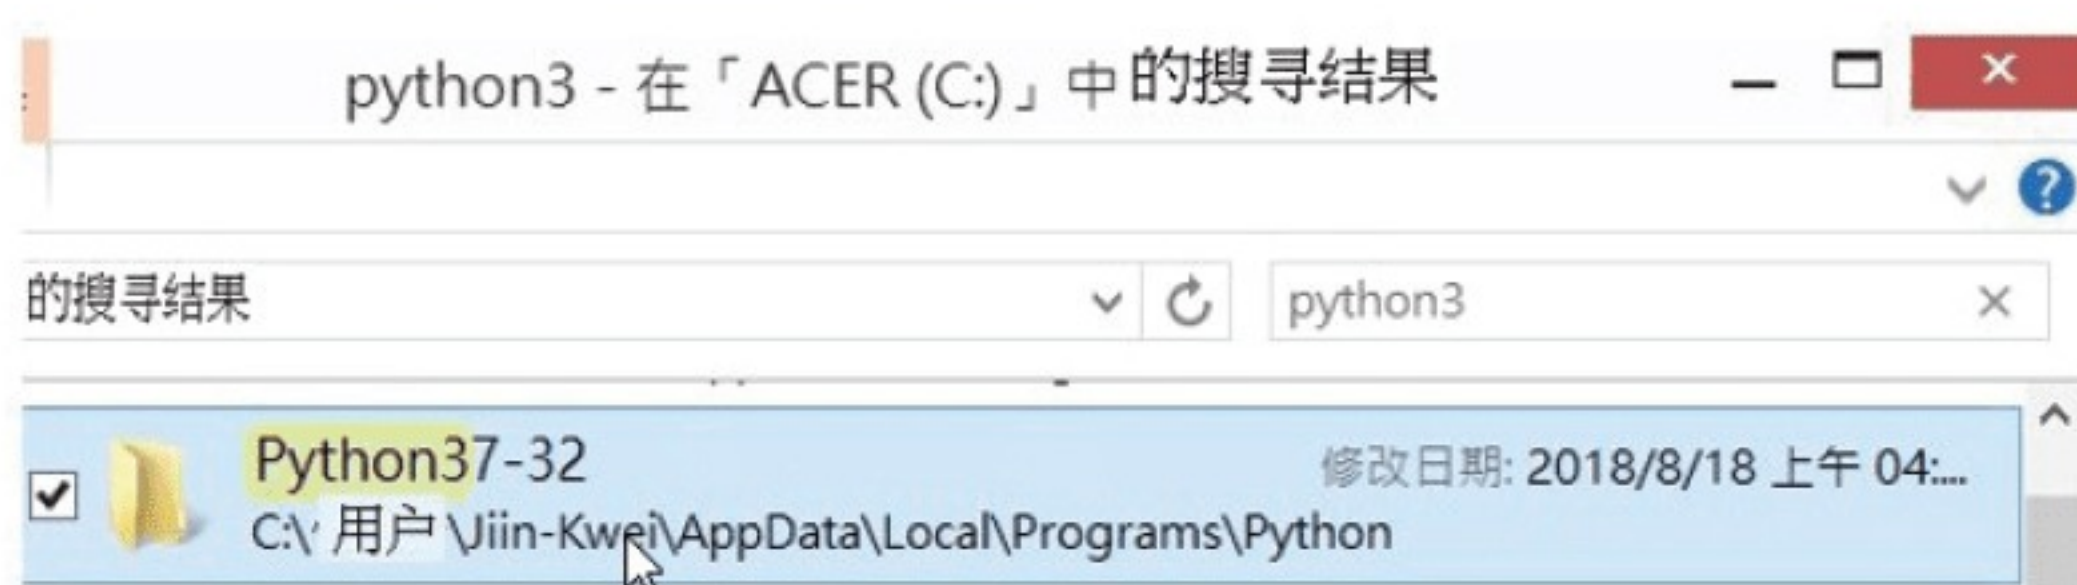 python3 - 在「ACER (C:)」中的搜寻结果
的搜寻结果
python3
Python37-32
修改日期: 2018/8/18 上午 04:...
C:\用户\Jiin-Kwei\AppData\Local\Programs\Python